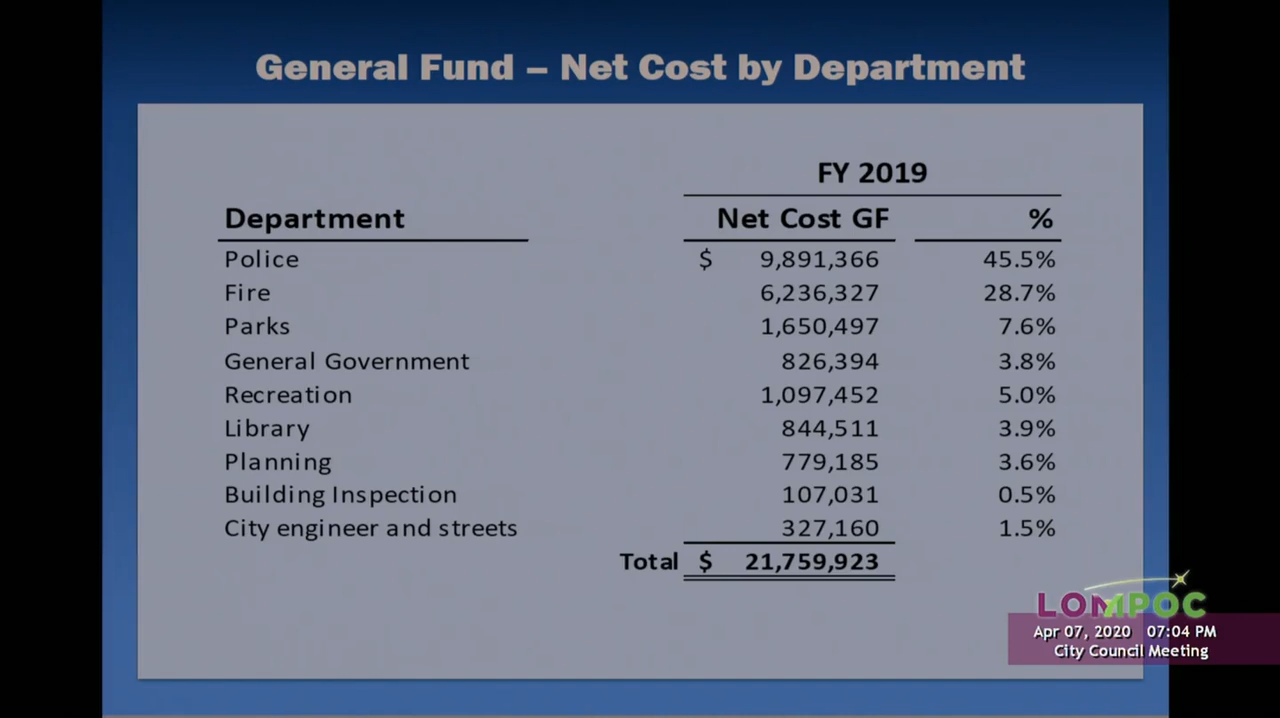 General Fund – Net Cost by Department
FY 2019
Department Net Cost GF %
Police $ 9,891,366 45.5%
Fire 6,236,327 28.7%
Parks 1,650,497 7.6%
General Government 826,394 3.8%
Recreation 1,097,452 5.0%
Library 844,511 3.9%
Planning 779,185 3.6%
Building Inspection 107,031 0.5%
City engineer and streets 327,160 1.5%
Total $ 21,759,923
LOMPOC
Apr 07, 2020 07:04 PM
City Council Meeting